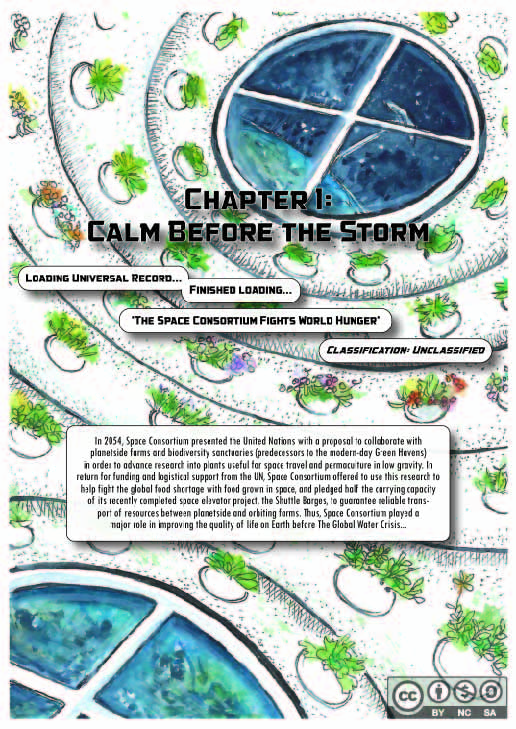 Chapter 1:
Calm Before the Storm
Loading Universal Record...
Finished loading...
'The Space Consortium Fights World Hunger'
Classification: Unclassified
In 2054, Space Consortium presented the United Nations with a proposal to collaborate with
planetside farms and biodiversity sanctuaries (predecessors to the modern-day Green Havens)
in order to advance research into plants useful for space travel and permaculture in low gravity. In
return for funding and logistical support from the UN, Space Consortium offered to use this research to
help fight the global food shortage with food grown in space, and pledged half the carrying capacity
of its recently completed space elevator project, the Shuttle Barges, to guarantee reliable trans-
port of resources between planetside and orbiting farms. Thus, Space Consortium played a
major role in improving the quality of life on Earth before The Global Water Crisis...
cc
BY NC SA